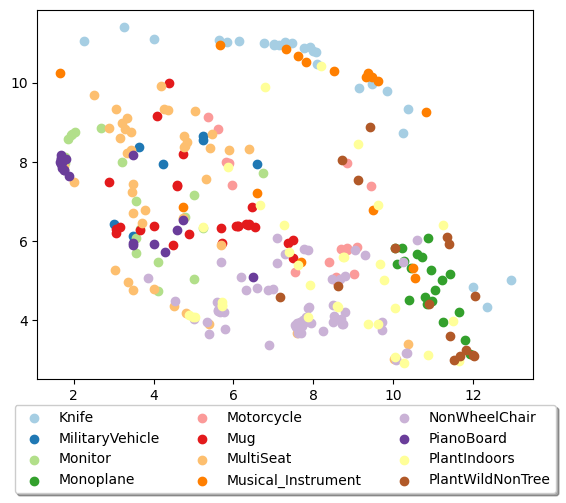 10
8
6
4
2 4 6 8 10 12
Knife Motorcycle NonWheelChair
MilitaryVehicle Mug PianoBoard
Monitor MultiSeat PlantIndoors
Monoplane Musical_Instrument PlantWildNonTree